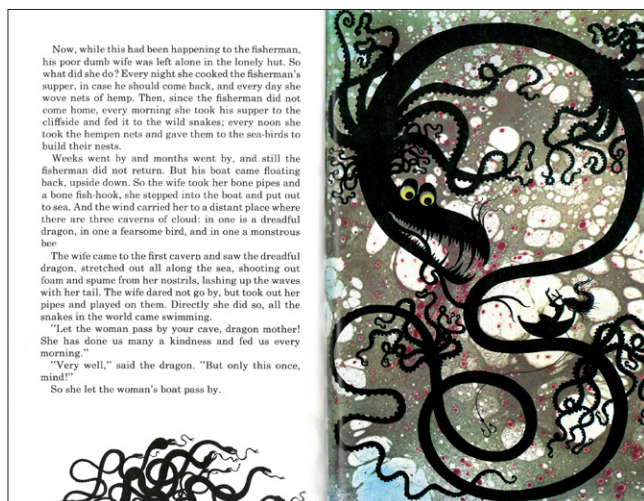 Now, while this had been happening to the fisherman,
his poor dumb wife was left alone in the lonely hut. So
what did she do? Every night she cooked the fisherman's
supper, in case he should come back, and every day she
wove nets of hemp. Then, since the fisherman did not
come home, every morning she took his supper to the
cliffside and fed it to the wild snakes; every noon she
took the hempen nets and gave them to the sea-birds to
build their nests.
Weeks went by and months went by, and still the
fisherman did not return. But his boat came floating
back, upside down. So the wife took her bone pipes and
a bone fish-hook, she stepped into the boat and put out
to sea. And the wind carried her to a distant place where
there are three caverns of cloud: in one is a dreadful
dragon, in one a fearsome bird, and in one a monstrous
bee
The wife came to the first cavern and saw the dreadful
dragon, stretched out all along the sea, shooting out
foam and spume from her nostrils, lashing up the waves
with her tail. The wife dared not go by, but took out her
pipes and played on them. Directly she did so, all the
snakes in the world came swimming.
"Let the woman pass by your cave, dragon mother!
She has done us many a kindness and fed us every
morning."
"Very well," said the dragon. "But only this once,
mind!"
So she let the woman's boat pass by.